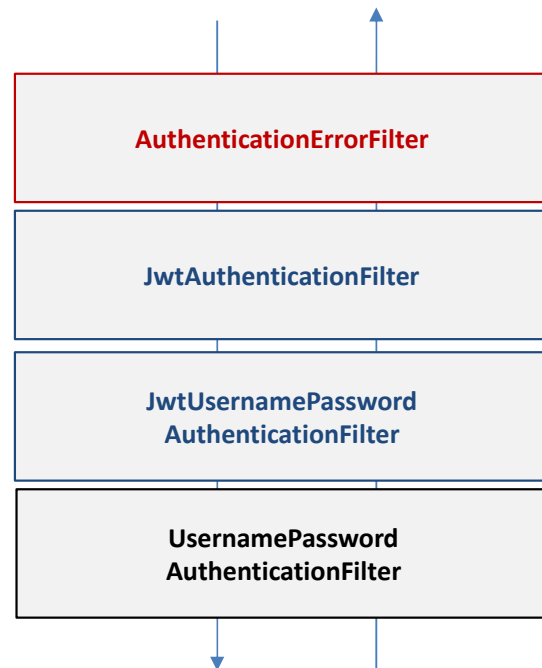 AuthenticationErrorFilter
JwtAuthenticationFilter
JwtUsernamePassword
AuthenticationFilter
UsernamePassword
AuthenticationFilter